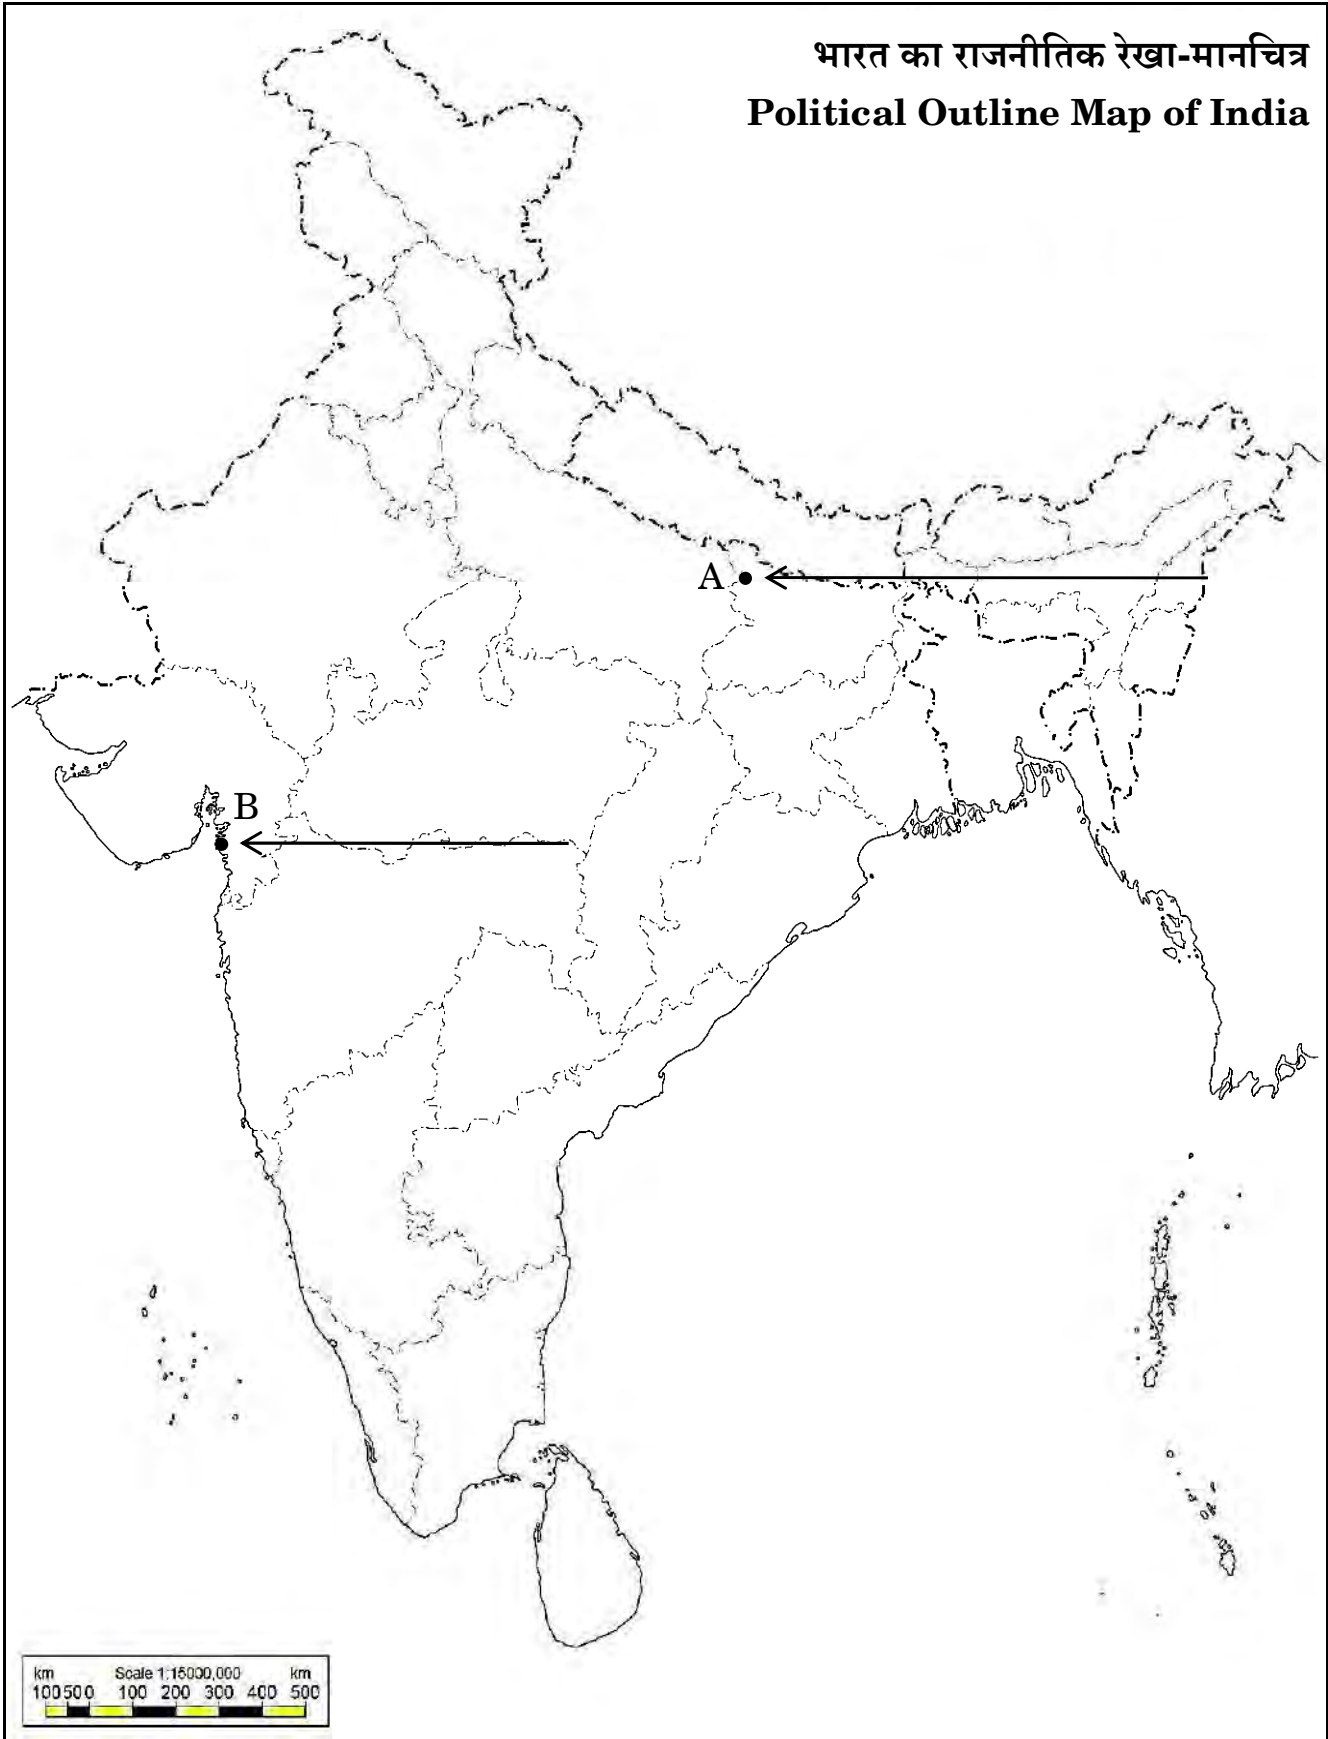 भारत का राजनीतिक रेखा-मानचित्र
Political Outline Map of India
A
B
km Scale 1:15000,000 km
100 50 0 100 200 300 400 500